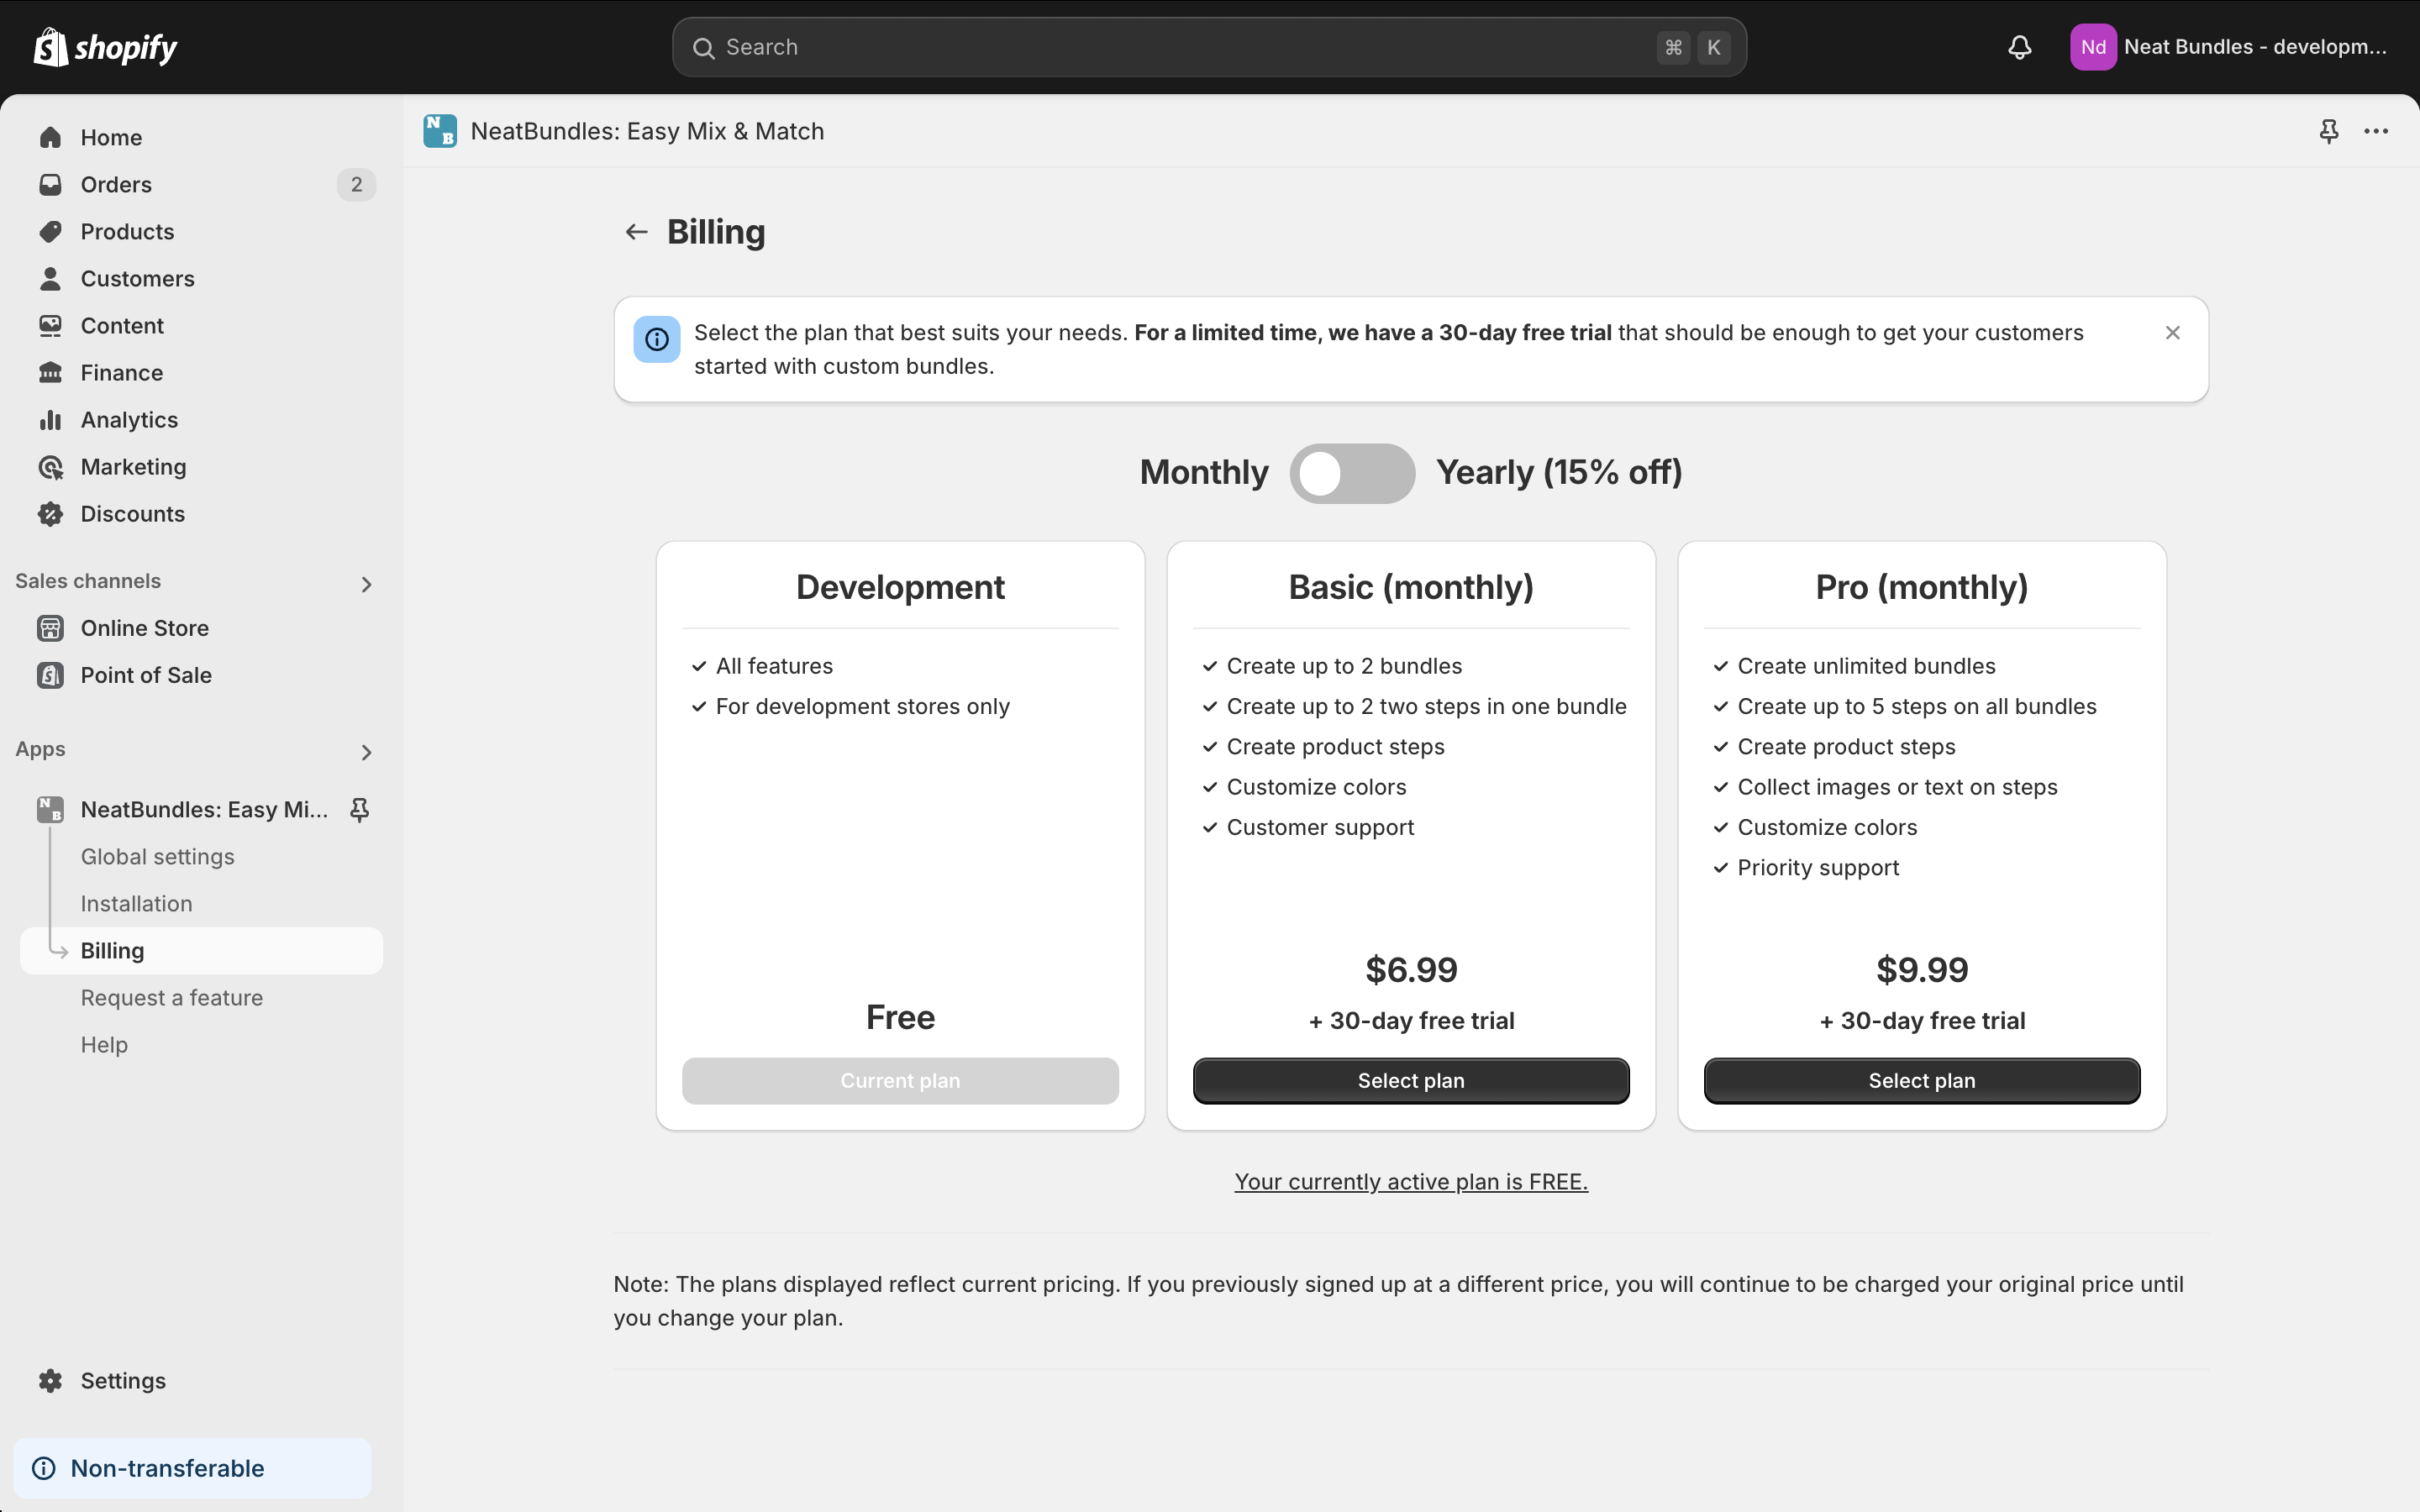 shopify
Search
⌘ K
Nd Neat Bundles - developm...
Home
Orders 2
Products
Customers
Content
Finance
Analytics
Marketing
Discounts
Sales channels
Online Store
Point of Sale
Apps
NeatBundles: Easy Mi...
Global settings
Installation
Billing
Request a feature
Help
Settings
Non-transferable
NB NeatBundles: Easy Mix & Match
Billing
Select the plan that best suits your needs. For a limited time, we have a 30-day free trial that should be enough to get your customers
started with custom bundles.
Monthly Yearly (15% off)
Development
All features
For development stores only
Free
Current plan
Basic (monthly)
Create up to 2 bundles
Create up to 2 two steps in one bundle
Create product steps
Customize colors
Customer support
$6.99
+ 30-day free trial
Select plan
Pro (monthly)
Create unlimited bundles
Create up to 5 steps on all bundles
Create product steps
Collect images or text on steps
Customize colors
Priority support
$9.99
+ 30-day free trial
Select plan
Your currently active plan is FREE.
Note: The plans displayed reflect current pricing. If you previously signed up at a different price, you will continue to be charged your original price until
you change your plan.